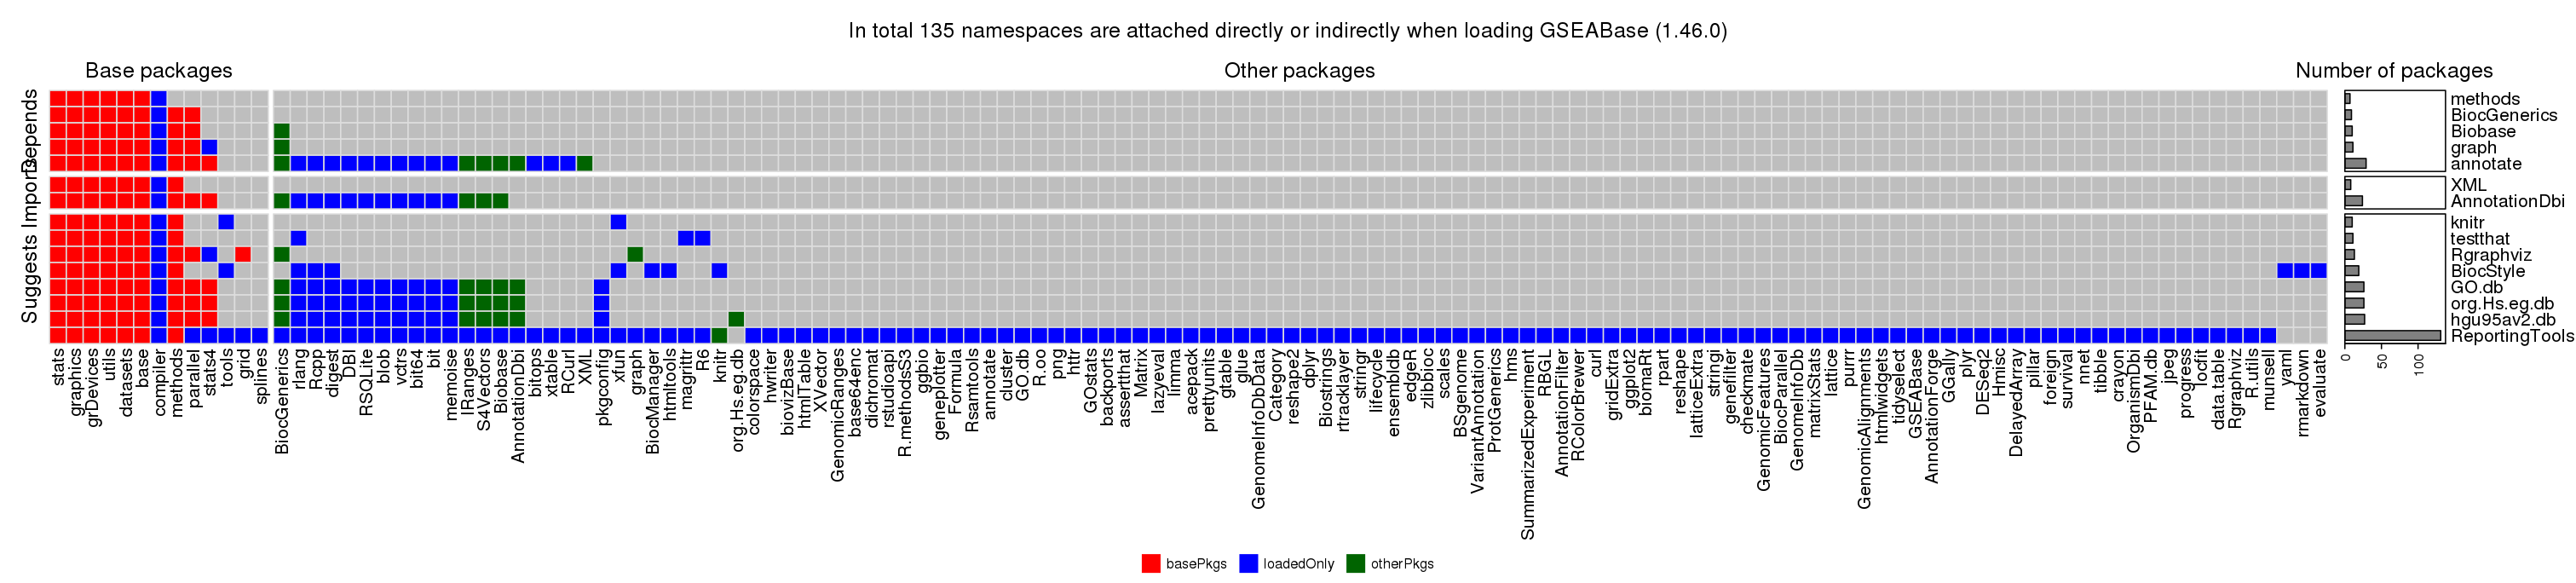 In total 135 namespaces are attached directly or indirectly when loading GSEABase (1.46.0)
Base packages
Other packages
Number of packages
Depends
Imports
Suggests
methods
BiocGenerics
Biobase
graph
annotate
XML
AnnotationDbi
knitr
testthat
Rgraphviz
BiocStyle
GO.db
org.Hs.eg.db
hgu95av2.db
ReportingTools
0
50
100
stats
graphics
grDevices
utils
datasets
base
compiler
methods
parallel
stats4
tools
grid
splines
BiocGenerics
rlang
Rcpp
digest
DBI
RSQLite
blob
vctrs
bit64
bit
memoise
IRanges
S4Vectors
Biobase
AnnotationDbi
bitops
xtable
RCurl
XML
pkgconfig
xfun
graph
BiocManager
htmltools
magrittr
R6
knitr
org.Hs.eg.db
colorspace
hwriter
biovizBase
htmlTable
XVector
GenomicRanges
base64enc
dichromat
rstudioapi
R.methodsS3
ggbio
geneplotter
Formula
Rsamtools
annotate
cluster
GO.db
R.oo
png
httr
GOstats
backports
assertthat
Matrix
lazyeval
limma
acepack
prettyunits
gtable
glue
GenomeInfoDbData
Category
reshape2
dplyr
Biostrings
rtracklayer
stringr
lifecycle
ensembldb
edgeR
zlibbioc
scales
BSgenome
VariantAnnotation
ProtGenerics
hms
SummarizedExperiment
RBGL
AnnotationFilter
RColorBrewer
curl
gridExtra
ggplot2
biomaRt
rpart
reshape
latticeExtra
stringi
genefilter
checkmate
GenomicFeatures
BiocParallel
GenomeInfoDb
matrixStats
lattice
purrr
GenomicAlignments
htmlwidgets
tidyselect
GSEABase
AnnotationForge
GGally
plyr
DESeq2
Hmisc
DelayedArray
pillar
foreign
survival
nnet
tibble
crayon
OrganismDbi
PFAM.db
jpeg
progress
locfit
data.table
Rgraphviz
R.utils
munsell
yaml
rmarkdown
evaluate
basePkgs
loadedOnly
otherPkgs